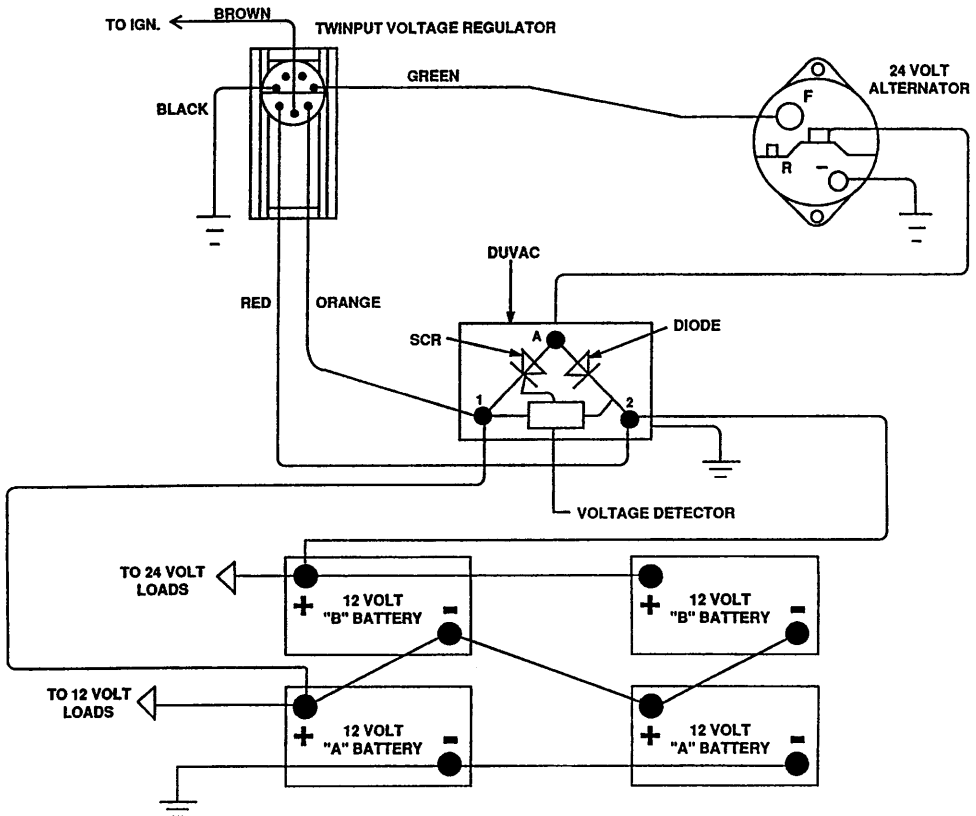 BROWN
TO IGN.
TWINPUT VOLTAGE REGULATOR
GREEN
24 VOLT
ALTERNATOR
BLACK
F
R
-
DUVAC
RED
ORANGE
A
DIODE
SCR
1
2
VOLTAGE DETECTOR
TO 24 VOLT
LOADS
+
12 VOLT
"B" BATTERY
-
+
12 VOLT
"B" BATTERY
-
TO 12 VOLT
LOADS
+
12 VOLT
"A" BATTERY
-
+
12 VOLT
"A" BATTERY
-